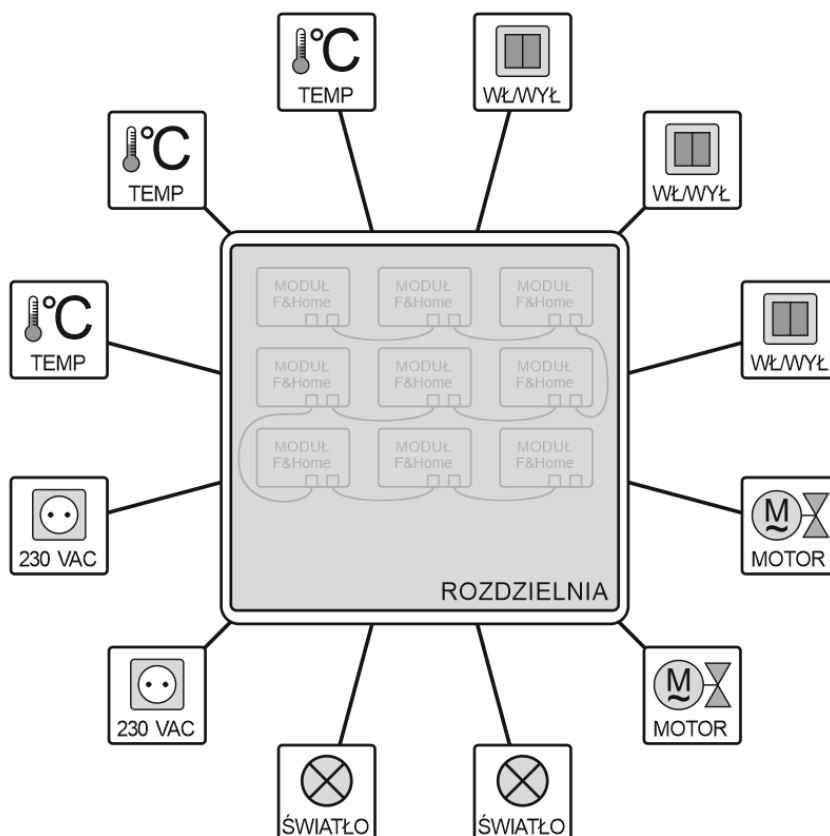 °C
TEMP
WŁ/WYŁ
°C
TEMP
WŁ/WYŁ
°C
TEMP
WŁ/WYŁ
MODUŁ
F&Home
MODUŁ
F&Home
MODUŁ
F&Home
MODUŁ
F&Home
MODUŁ
F&Home
MODUŁ
F&Home
MODUŁ
F&Home
MODUŁ
F&Home
MODUŁ
F&Home
230 VAC
M
~
MOTOR
ROZDZIELNIA
230 VAC
M
~
MOTOR
ŚWIATŁO
ŚWIATŁO